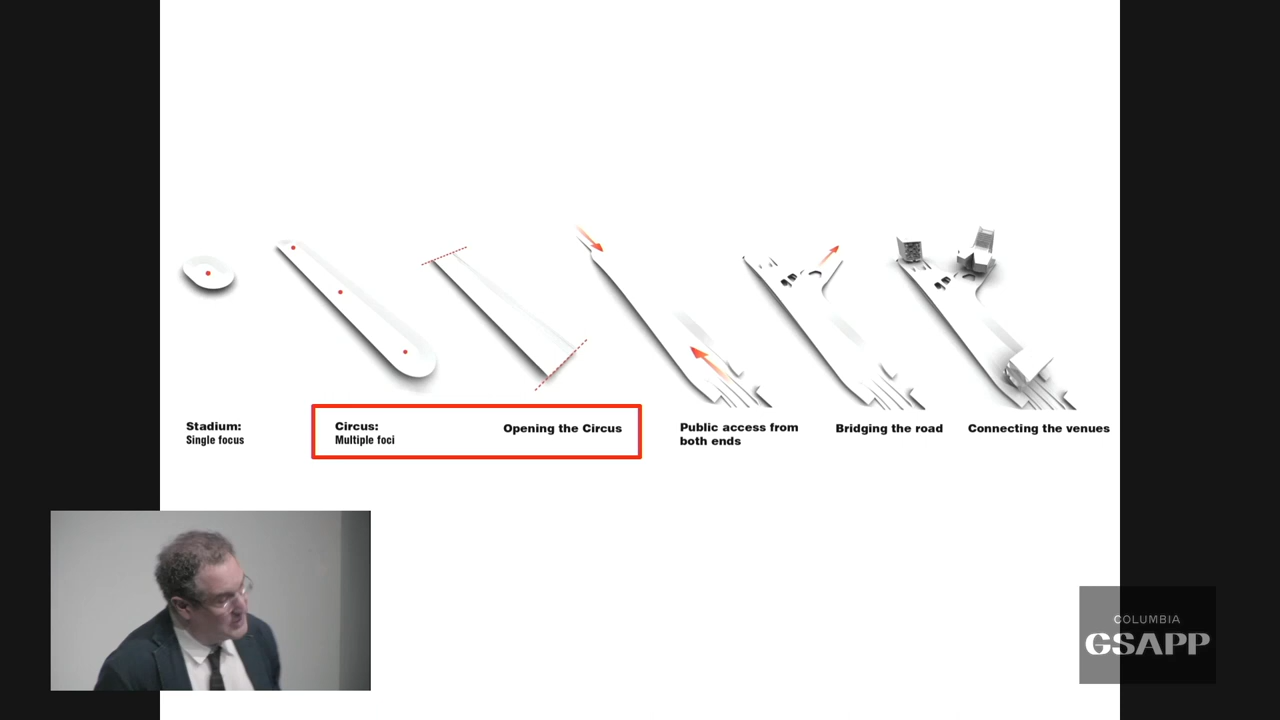 Stadium:
Single focus
Circus:
Multiple foci
Opening the Circus
Public access from
both ends
Bridging the road
Connecting the venues
COLUMBIA
GSAPP